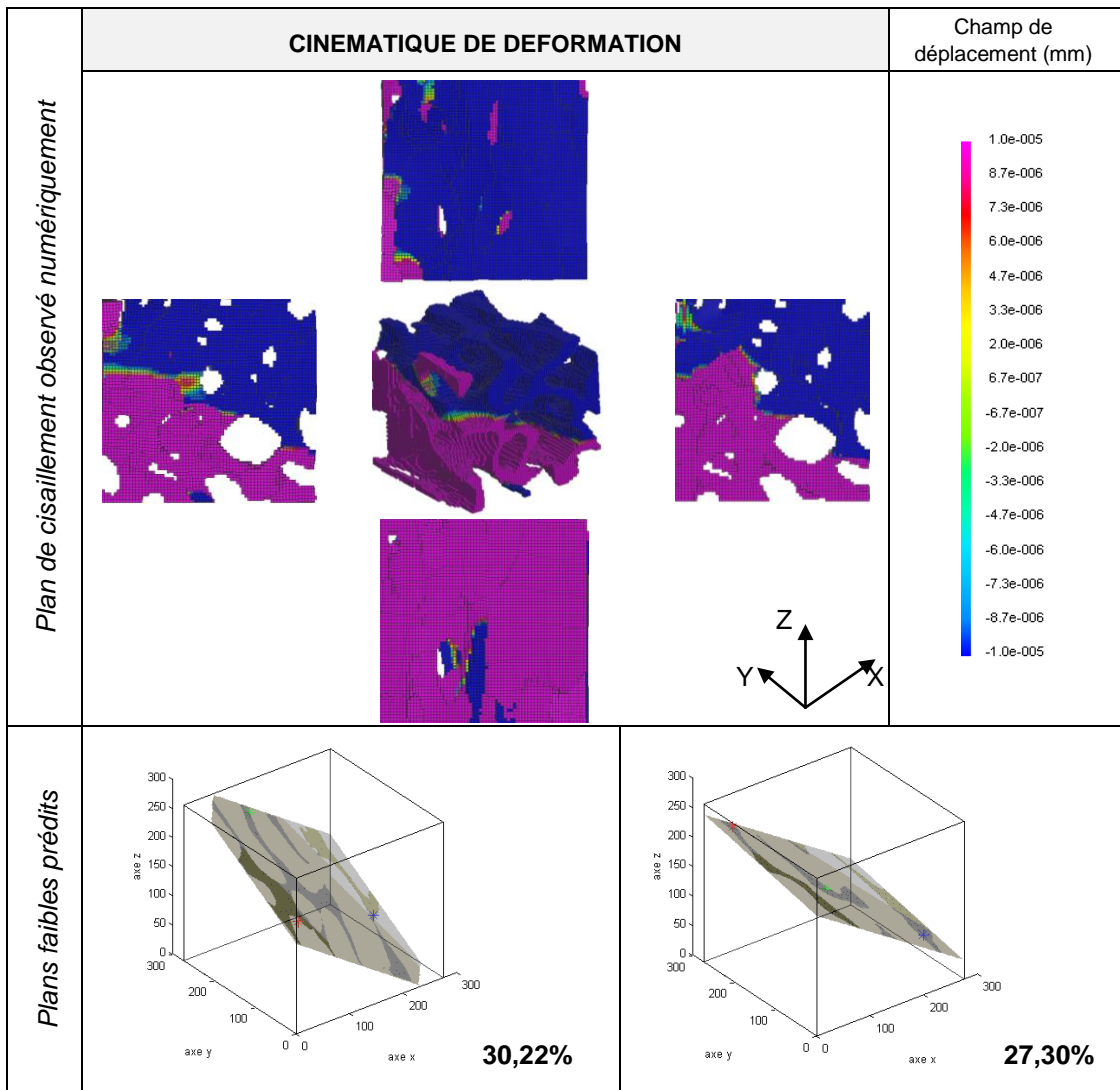 CINEMATIQUE DE DEFORMATION
Champ de
déplacement (mm)
Plan de cisaillement observé numériquement
1.0e-005
8.7e-006
7.3e-006
6.0e-006
4.7e-006
3.3e-006
2.0e-006
6.7e-007
-6.7e-007
-2.0e-006
-3.3e-006
-4.7e-006
-6.0e-006
-7.3e-006
-8.7e-006
-1.0e-005
Z
Y
X
Plans faibles prédits
300
250
200
150
100
50
0
axe z
300
200
100
0
axe y
0
100
200
300
axe x
30,22%
300
250
200
150
100
50
0
axe z
300
200
100
0
axe y
0
100
200
300
axe x
27,30%